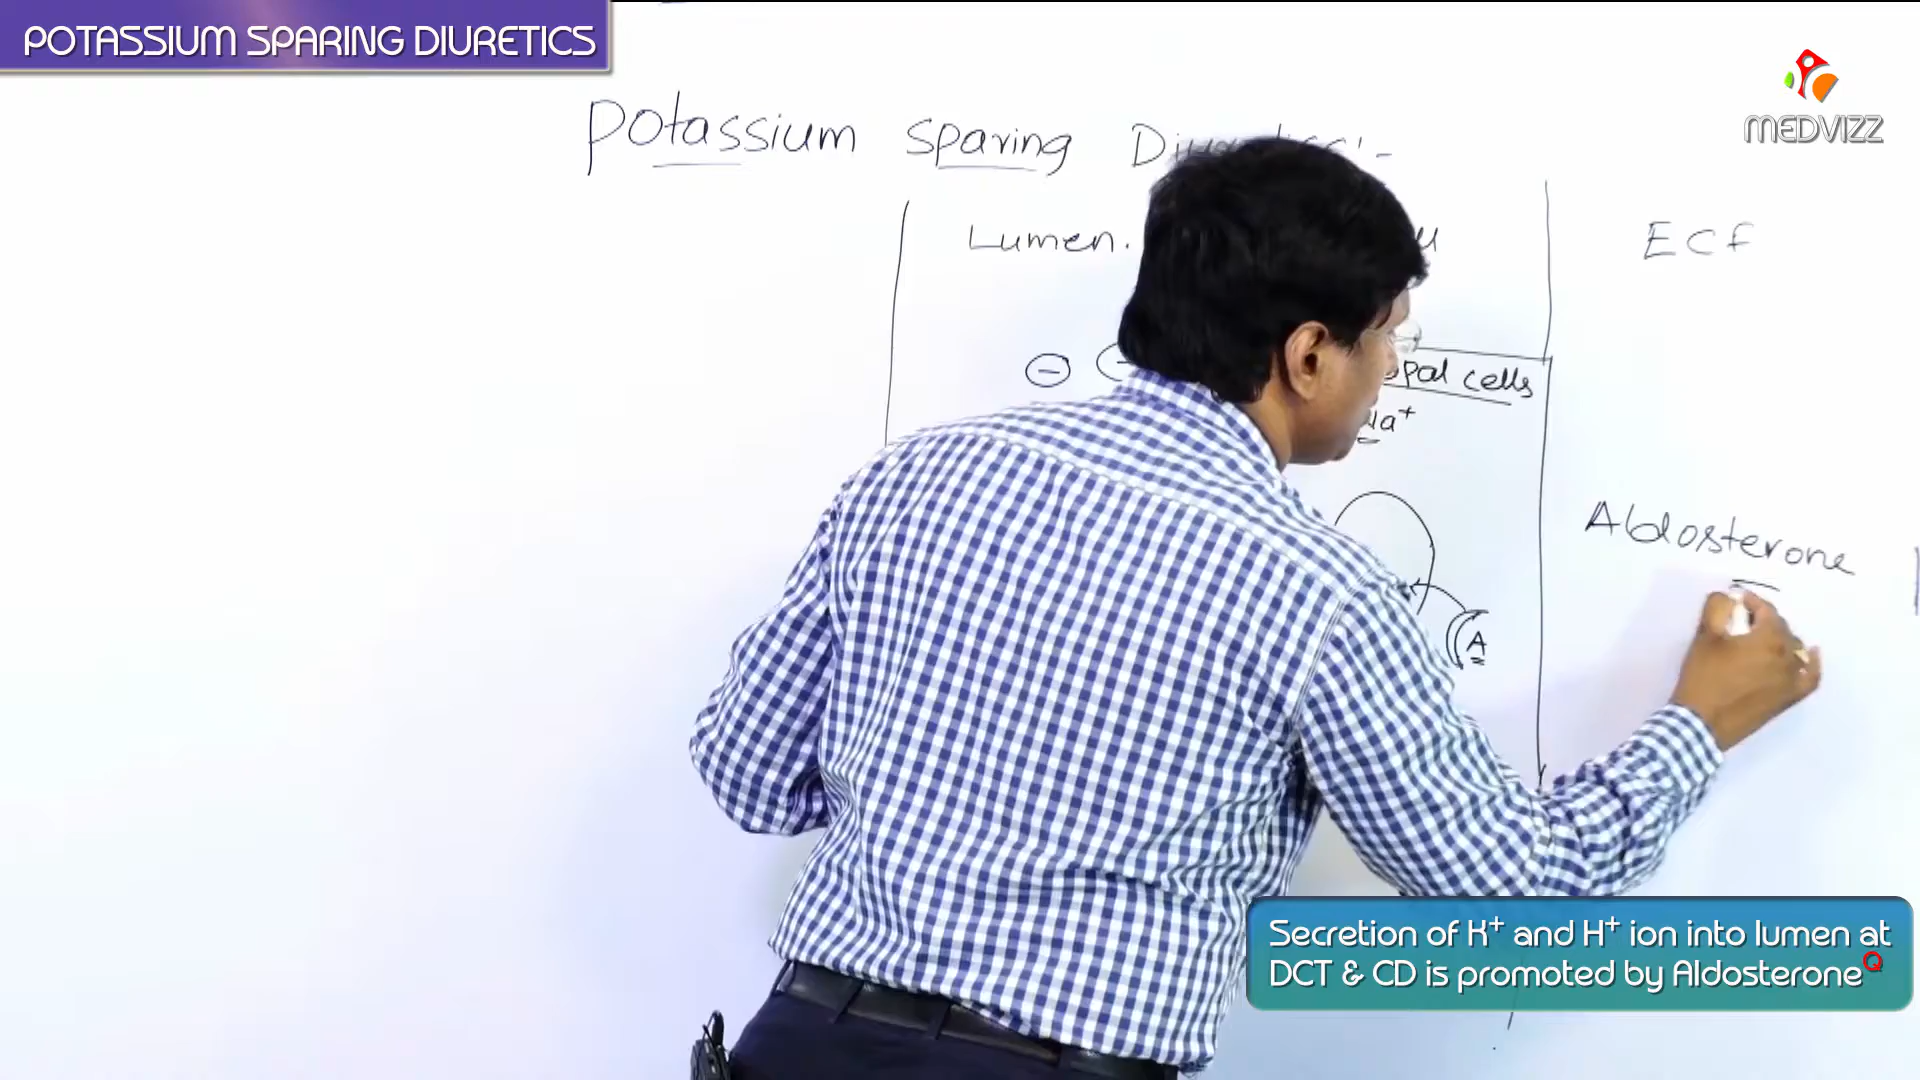 POTASSIUM SPARING DIURETICS
MEDVIZZ
Potassium sparing
Lumen.
ECF
cells
Na⁺
Aldosterone
A
Secretion of K⁺ and H⁺ ion into lumen at
DCT & CD is promoted by Aldosterone^Q